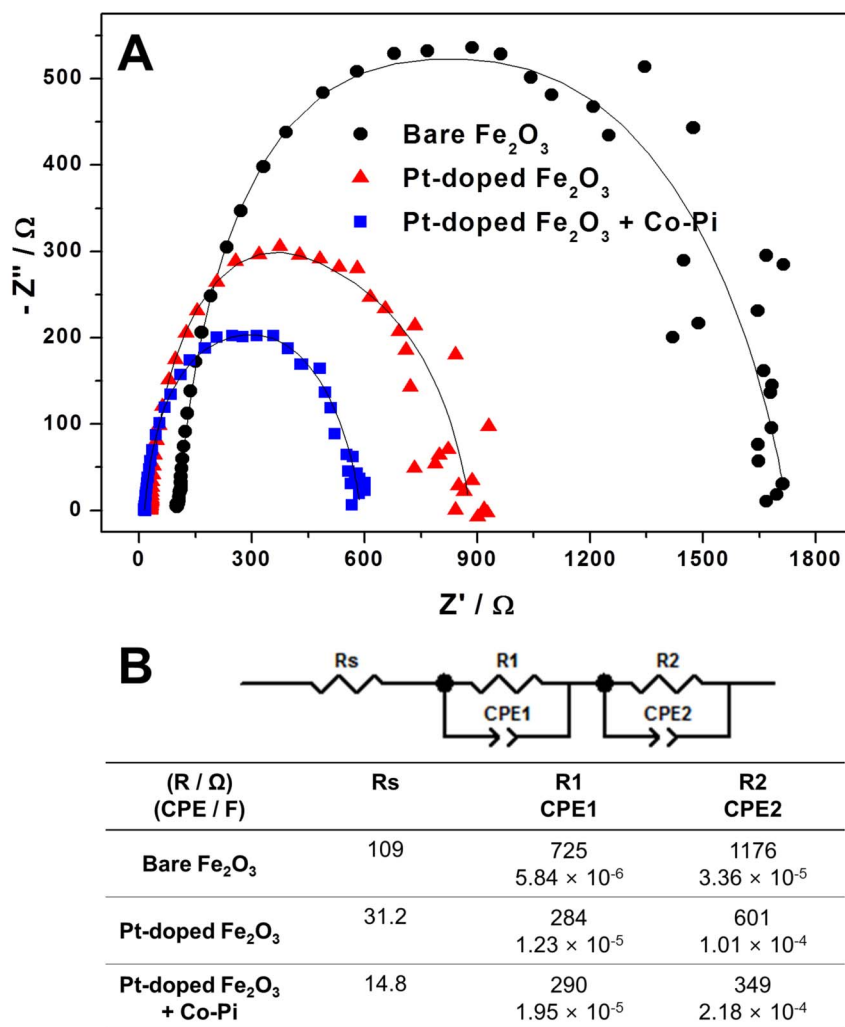 A
500
400
300
200
100
0
- Z" / Ω
Bare Fe₂O₃
Pt-doped Fe₂O₃
Pt-doped Fe₂O₃ + Co-Pi
0 300 600 900 1200 1500 1800
Z' / Ω
B
Rs R1 R2
CPE1 CPE2
(R / Ω) Rs R1 R2
(CPE / F) CPE1 CPE2
Bare Fe₂O₃ 109 725 1176
5.84 × 10⁻⁶ 3.36 × 10⁻⁵
Pt-doped Fe₂O₃ 31.2 284 601
1.23 × 10⁻⁵ 1.01 × 10⁻⁴
Pt-doped Fe₂O₃ 14.8 290 349
+ Co-Pi 1.95 × 10⁻⁵ 2.18 × 10⁻⁴